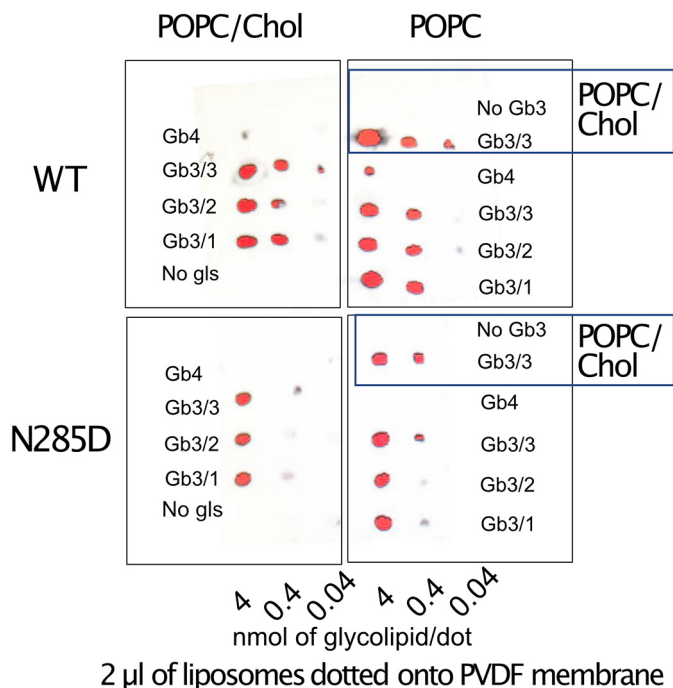 POPC/Chol
POPC
WT
Gb4
Gb3/3
Gb3/2
Gb3/1
No gls
No Gb3
Gb3/3
POPC/
Chol
Gb4
Gb3/3
Gb3/2
Gb3/1
N285D
Gb4
Gb3/3
Gb3/2
Gb3/1
No gls
No Gb3
Gb3/3
POPC/
Chol
Gb4
Gb3/3
Gb3/2
Gb3/1
4 0.4 0.04 4 0.4 0.04
nmol of glycolipid/dot
2 µl of liposomes dotted onto PVDF membrane